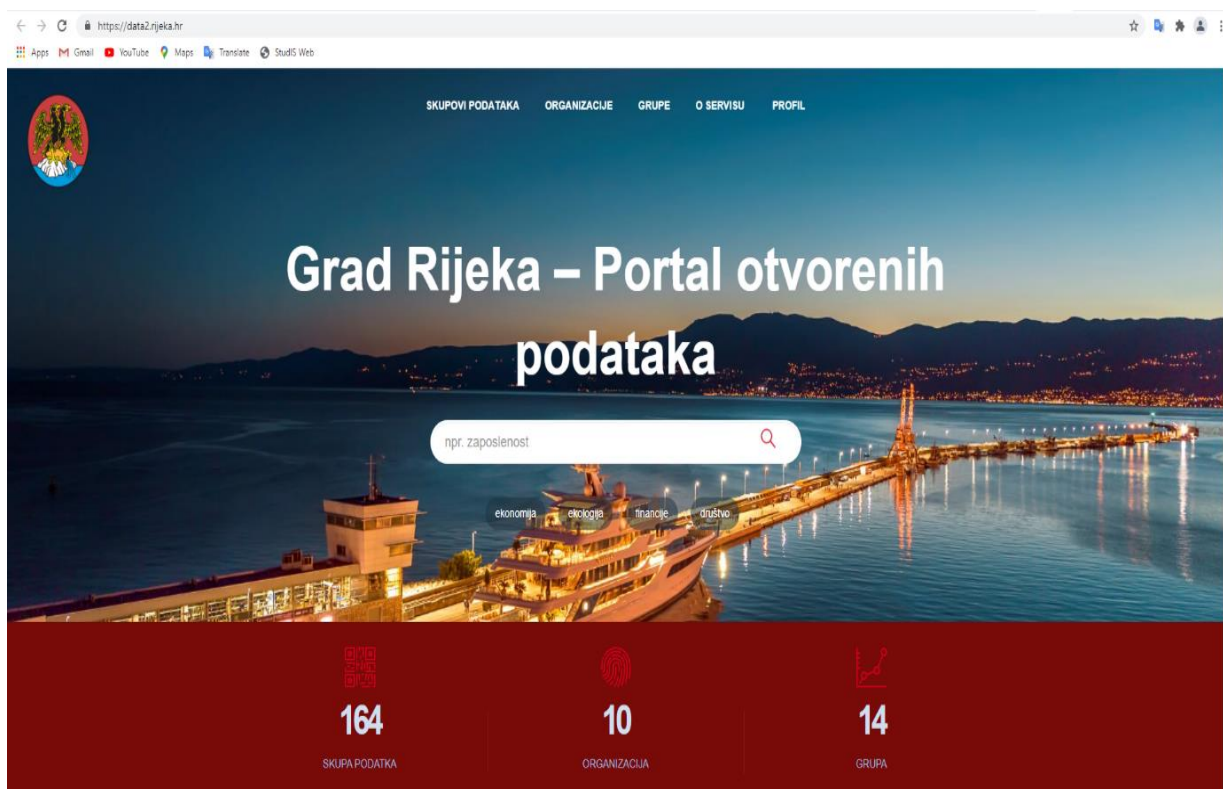 https://data2.rijeka.hr
Apps Gmail YouTube Maps Translate StudIS Web
SKUPOVI PODATAKA ORGANIZACIJE GRUPE O SERVISU PROFIL
Grad Rijeka – Portal otvorenih
podataka
npr. zaposlenost
ekonomija ekologija financije društvo
164 10 14
SKUPA PODATKA ORGANIZACIJA GRUPA